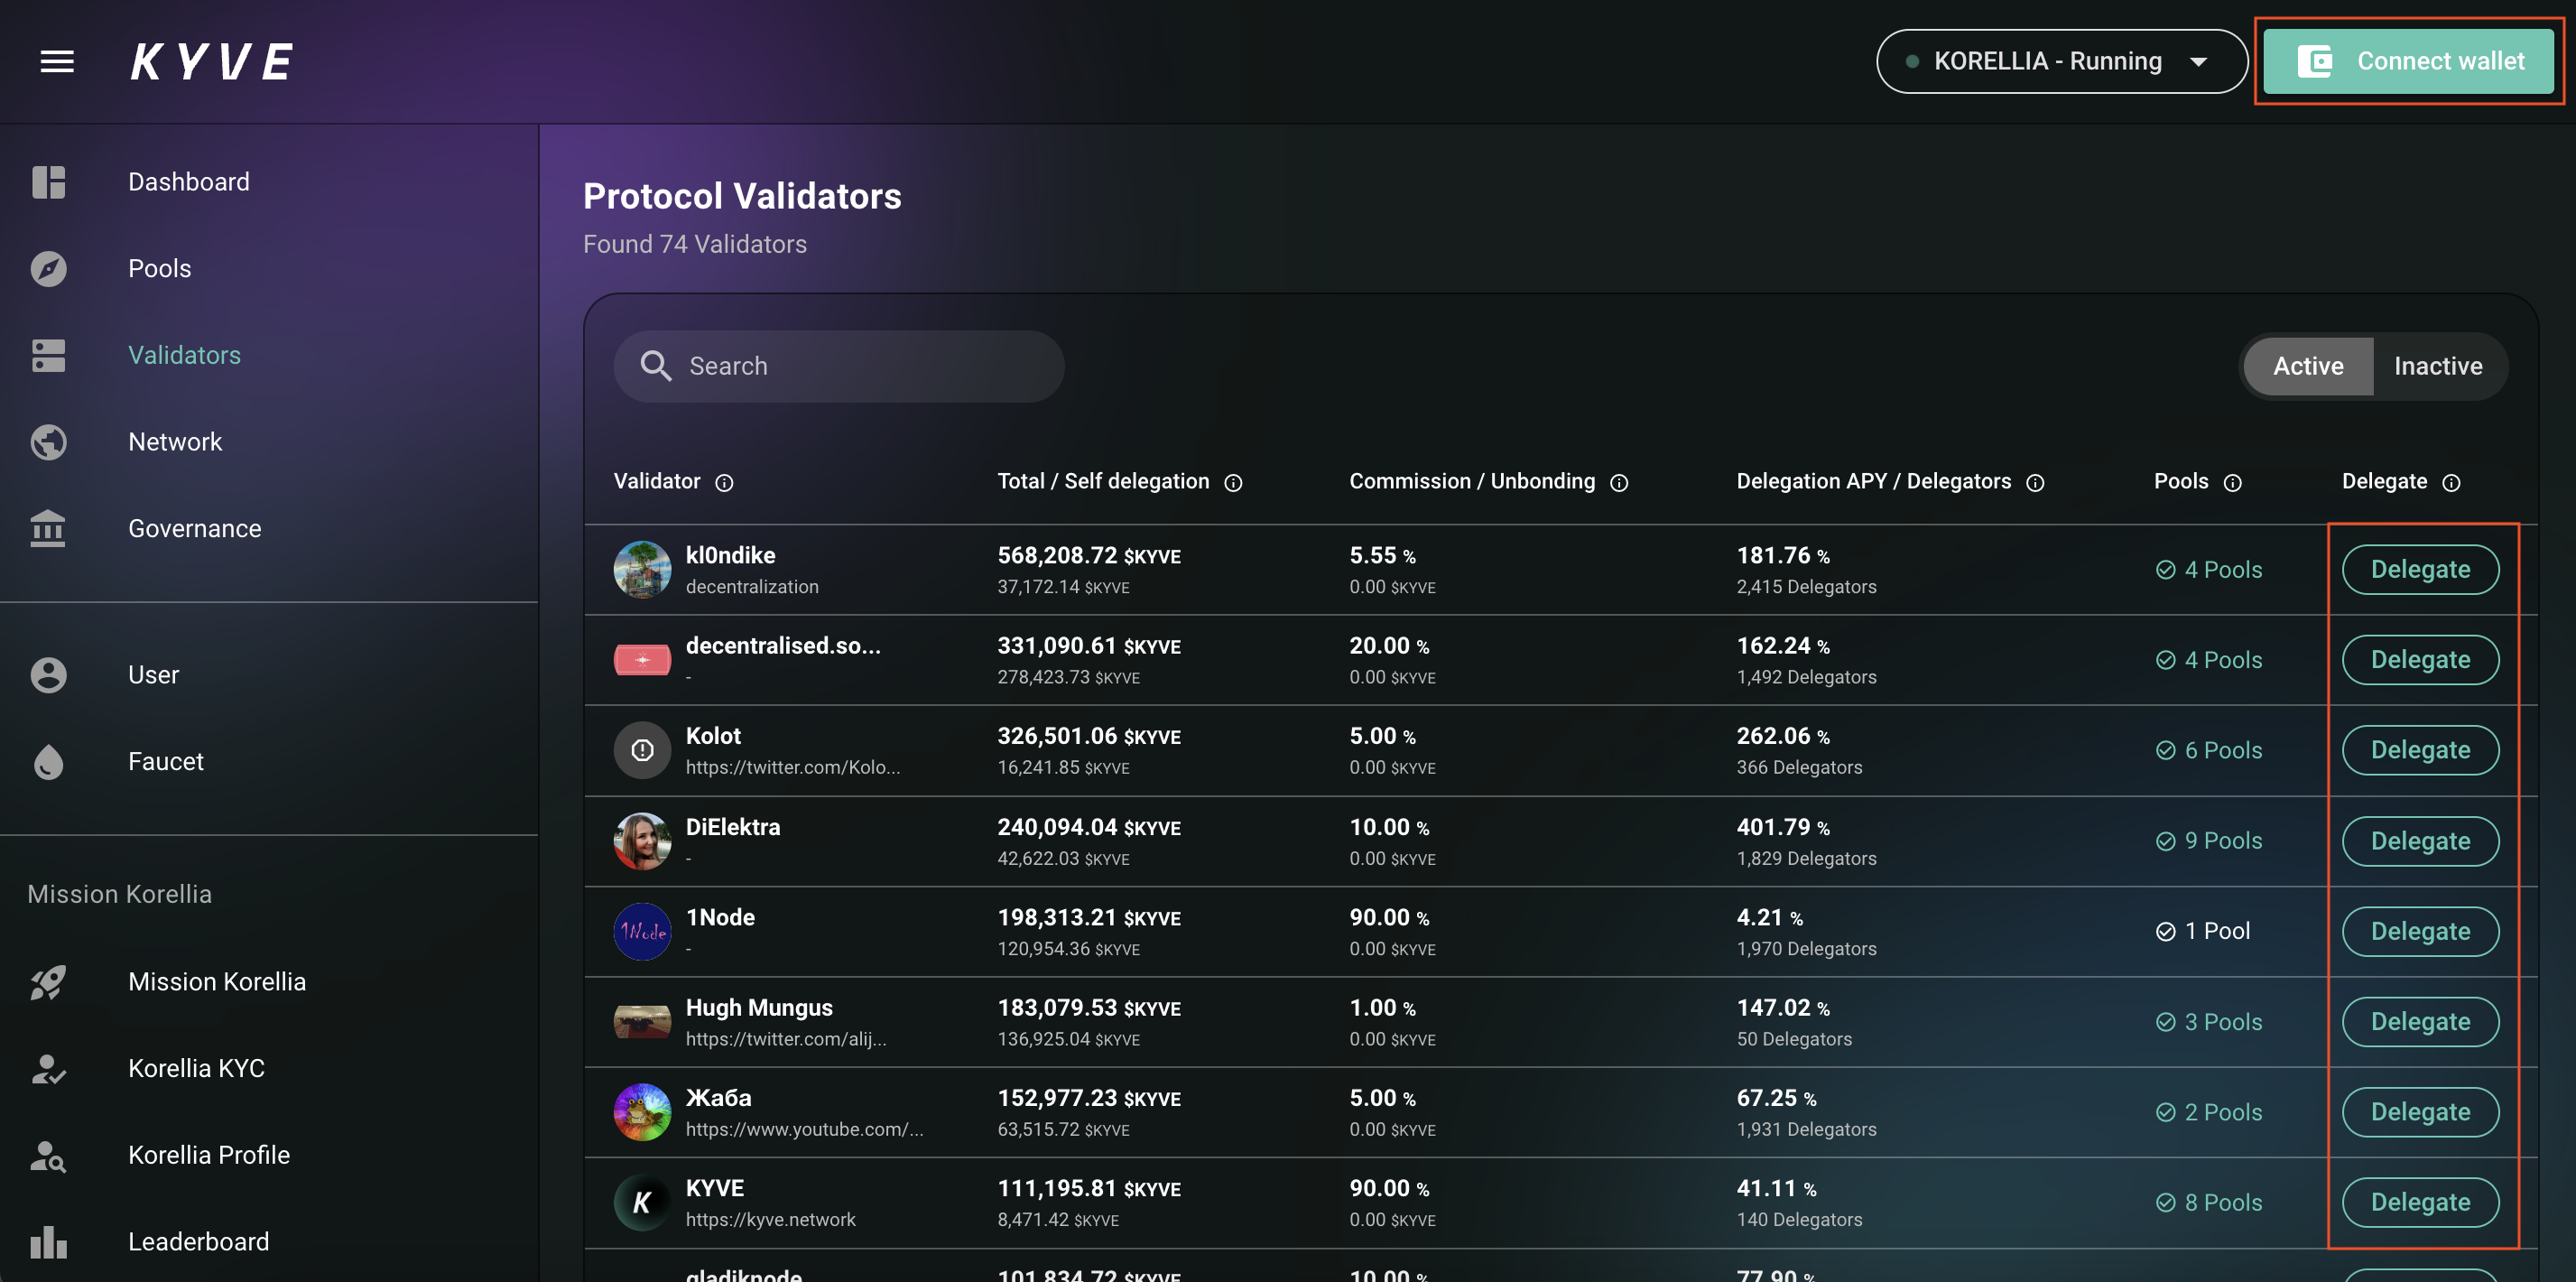 KYVE
KORELLIA - Running
Connect wallet
Dashboard
Pools
Validators
Network
Governance
User
Faucet
Mission Korellia
Mission Korellia
Korellia KYC
Korellia Profile
Leaderboard
Protocol Validators
Found 74 Validators
Search
Active Inactive
Validator Total / Self delegation Commission / Unbonding Delegation APY / Delegators Pools Delegate
kl0ndike 568,208.72 $KYVE 5.55 % 181.76 % 4 Pools Delegate
decentralization 37,172.14 $KYVE 0.00 $KYVE 2,415 Delegators
decentralised.so... 331,090.61 $KYVE 20.00 % 162.24 % 4 Pools Delegate
- 278,423.73 $KYVE 0.00 $KYVE 1,492 Delegators
Kolot 326,501.06 $KYVE 5.00 % 262.06 % 6 Pools Delegate
https://twitter.com/Kolo... 16,241.85 $KYVE 0.00 $KYVE 366 Delegators
DiElektra 240,094.04 $KYVE 10.00 % 401.79 % 9 Pools Delegate
- 42,622.03 $KYVE 0.00 $KYVE 1,829 Delegators
1Node 1Node 198,313.21 $KYVE 90.00 % 4.21 % 1 Pool Delegate
- 120,954.36 $KYVE 0.00 $KYVE 1,970 Delegators
Hugh Mungus 183,079.53 $KYVE 1.00 % 147.02 % 3 Pools Delegate
https://twitter.com/alij... 136,925.04 $KYVE 0.00 $KYVE 50 Delegators
Жаба 152,977.23 $KYVE 5.00 % 67.25 % 2 Pools Delegate
https://www.youtube.com/... 63,515.72 $KYVE 0.00 $KYVE 1,931 Delegators
K KYVE 111,195.81 $KYVE 90.00 % 41.11 % 8 Pools Delegate
https://kyve.network 8,471.42 $KYVE 0.00 $KYVE 140 Delegators
gladiknode 101,834.72 $KYVE 10.00 % 77.90 %